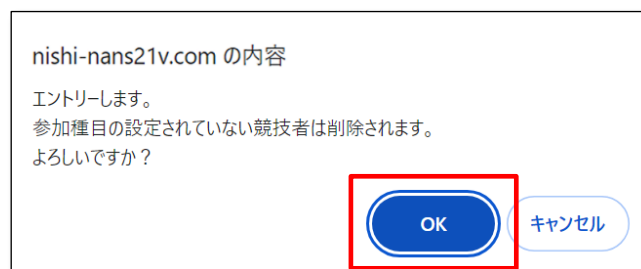 nishi-nans21v.com の内容
エントリーします。
参加種目の設定されていない競技者は削除されます。
よろしいですか？
OK
キャンセル